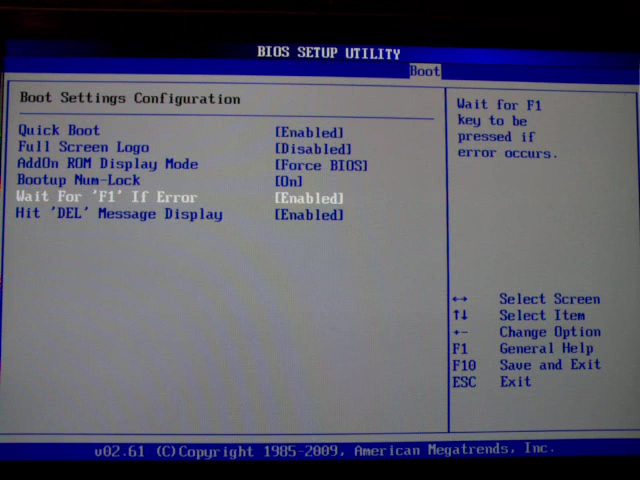 BIOS SETUP UTILITY
Boot
Boot Settings Configuration
Quick Boot [Enabled]
Full Screen Logo [Disabled]
AddOn ROM Display Mode [Force BIOS]
Bootup Num-Lock [On]
Wait For 'F1' If Error [Enabled]
Hit 'DEL' Message Display [Enabled]
Wait for F1
key to be
pressed if
error occurs.
↔ Select Screen
↑↓ Select Item
+- Change Option
F1 General Help
F10 Save and Exit
ESC Exit
v02.61 (C)Copyright 1985-2009, American Megatrends, Inc.